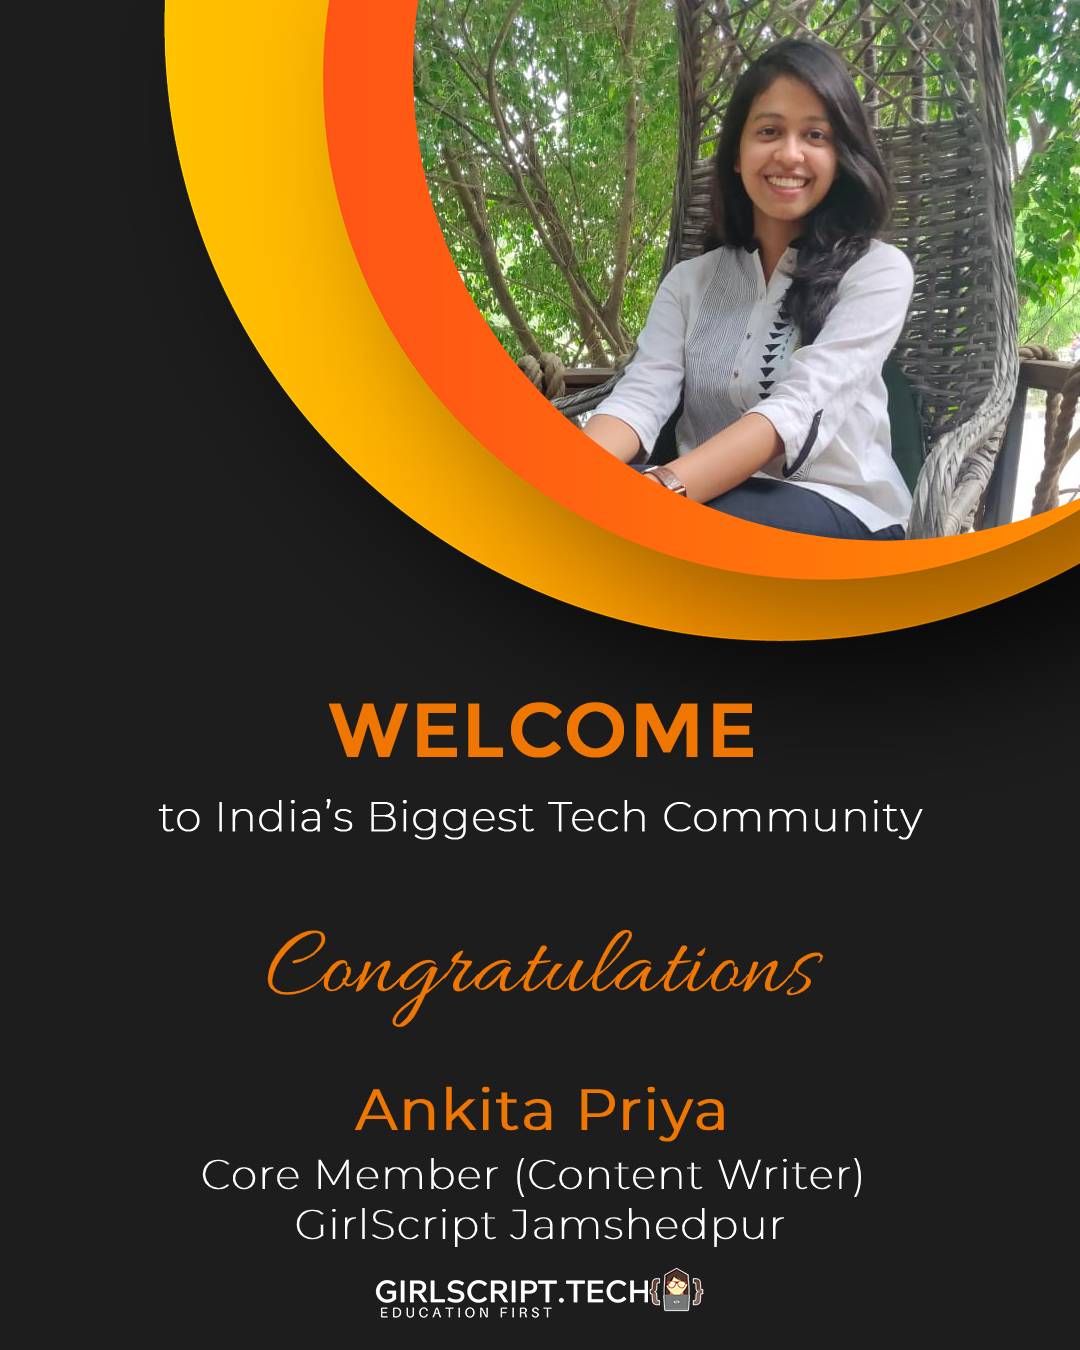 WELCOME
to India’s Biggest Tech Community
Congratulations
Ankita Priya
Core Member (Content Writer)
GirlScript Jamshedpur
GIRLSCRIPT.TECH
EDUCATION FIRST